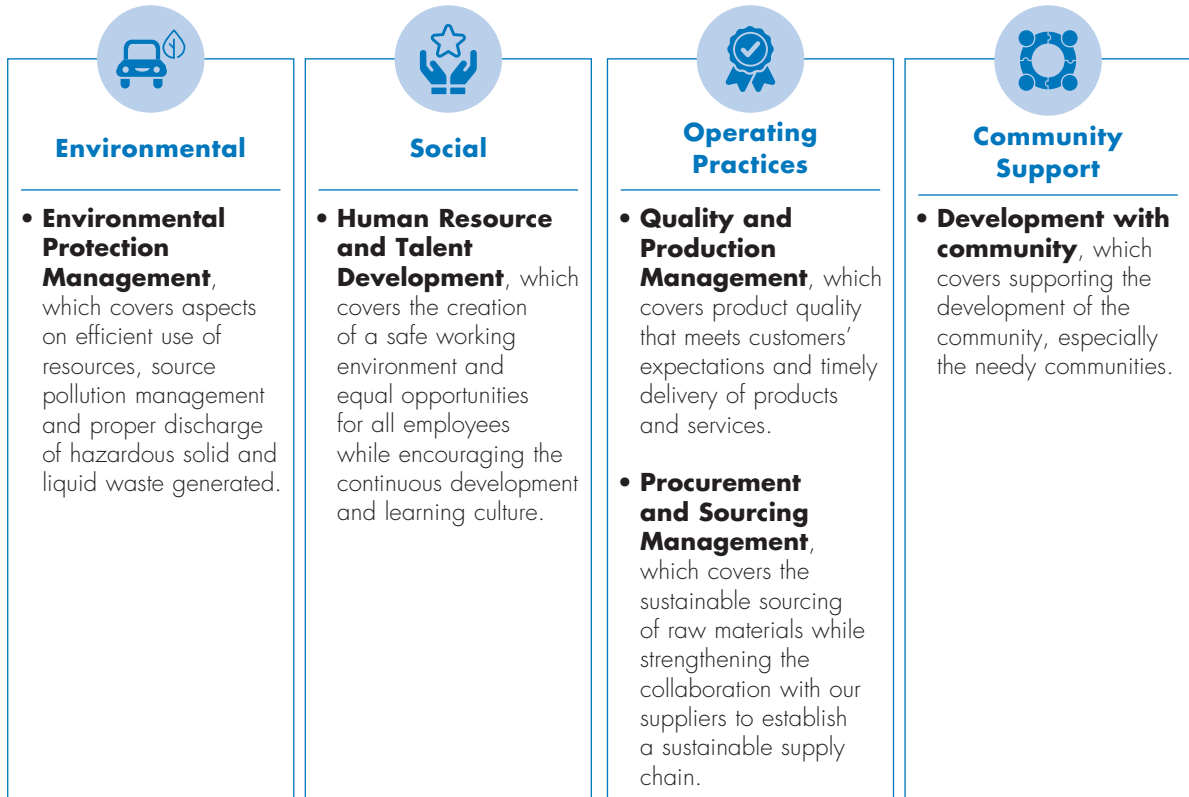 Environmental
• Environmental
Protection
Management,
which covers aspects
on efficient use of
resources, source
pollution management
and proper discharge
of hazardous solid and
liquid waste generated.
Social
• Human Resource
and Talent
Development, which
covers the creation
of a safe working
environment and
equal opportunities
for all employees
while encouraging the
continuous development
and learning culture.
Operating
Practices
• Quality and
Production
Management, which
covers product quality
that meets customers’
expectations and timely
delivery of products
and services.
• Procurement
and Sourcing
Management,
which covers the
sustainable sourcing
of raw materials while
strengthening the
collaboration with our
suppliers to establish
a sustainable supply
chain.
Community
Support
• Development with
community, which
covers supporting the
development of the
community, especially
the needy communities.